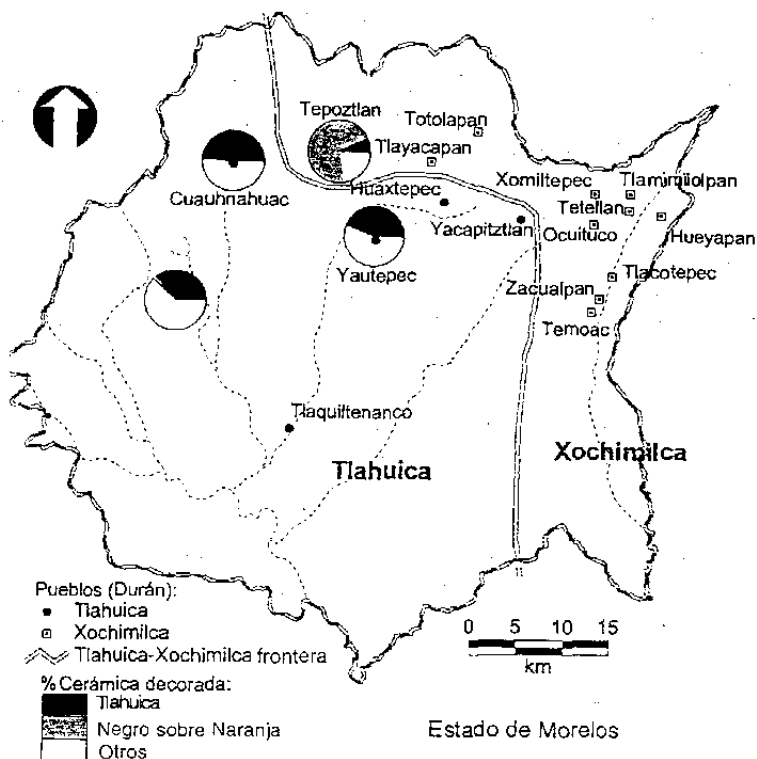 Tepoztlan
Totolapan
Tlayacapan
Cuauhnahuac
Huaxtepec
Xomiltepec
Tlamimilolpan
Tetellan
Yacapitztlan
Ocuituco
Hueyapan
Yautepec
Tlacotepec
Zacualpan
Temoac
Tlaquiltenanco
Tlahuica
Xochimilca
Pueblos (Durán):
Tlahuica
Xochimilca
Tlahuica-Xochimilca frontera
0 5 10 15
km
% Cerámica decorada:
Tlahuica
Negro sobre Naranja
Otros
Estado de Morelos